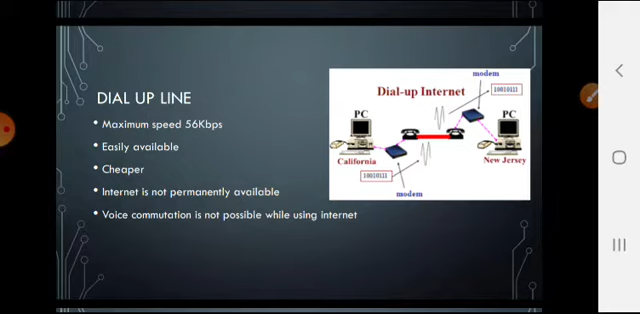 DIAL UP LINE
• Maximum speed 56Kbps
• Easily available
• Cheaper
• Internet is not permanently available
• Voice commutation is not possible while using internet
modem
Dial-up Internet
10010111
PC
PC
California
New Jersey
10010111
modem